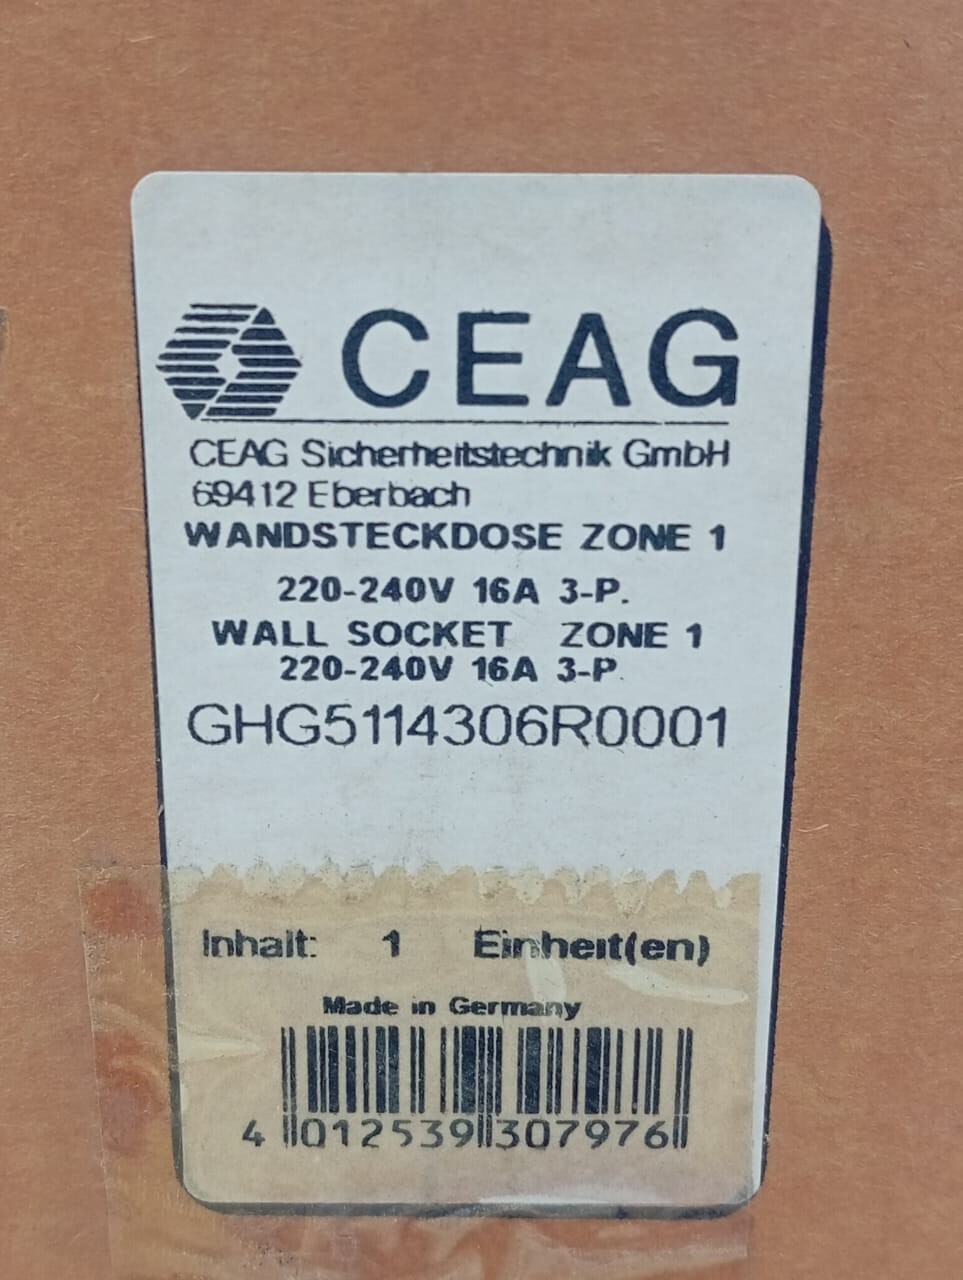 CEAG
CEAG Sicherheitstechnik GmbH
69412 Eberbach
WANDSTECKDOSE ZONE 1
220-240V 16A 3-P.
WALL SOCKET ZONE 1
220-240V 16A 3-P.
GHG5114306R0001
Inhalt: 1 Einheit(en)
Made in Germany
4 012539 307976